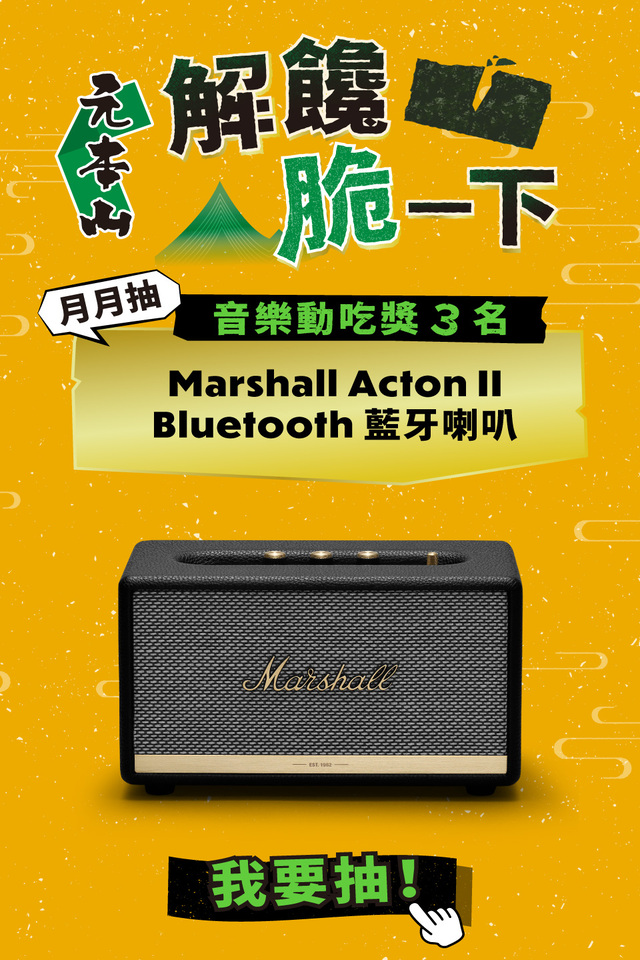 元本山
解饞
脆一下
月月抽
音樂動吃獎 3 名
Marshall Acton II
Bluetooth 藍牙喇叭
Marshall
EST. 1962
我要抽!